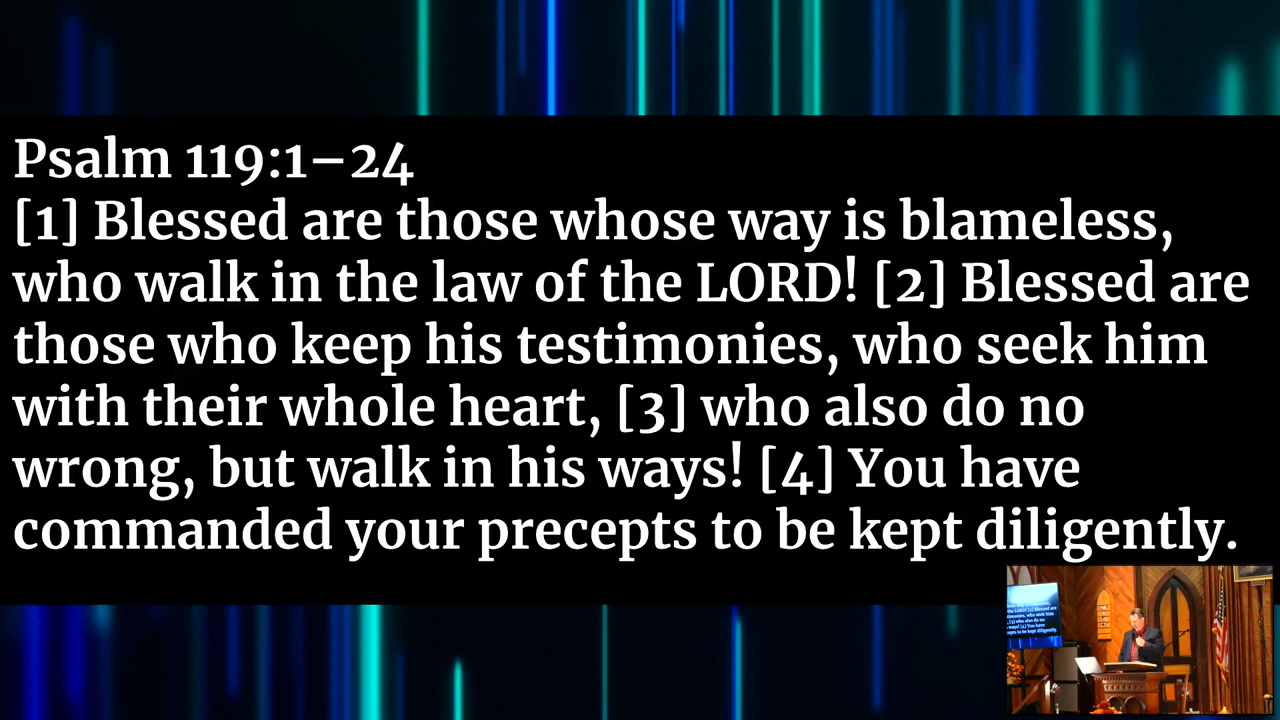 Psalm 119:1–24
[1] Blessed are those whose way is blameless,
who walk in the law of the LORD! [2] Blessed are
those who keep his testimonies, who seek him
with their whole heart, [3] who also do no
wrong, but walk in his ways! [4] You have
commanded your precepts to be kept diligently.